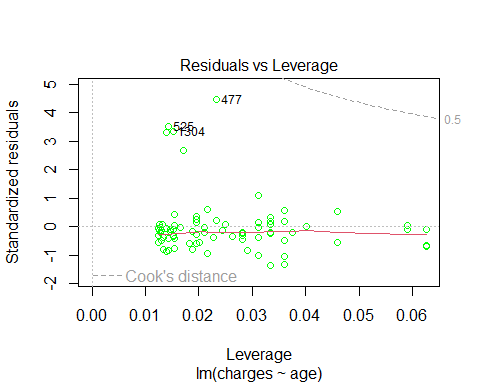 Residuals vs Leverage
Standardized residuals
5
4
3
2
1
0
-1
-2
477
525
1304
0.5
Cook's distance
0.00 0.01 0.02 0.03 0.04 0.05 0.06
Leverage
lm(charges ~ age)